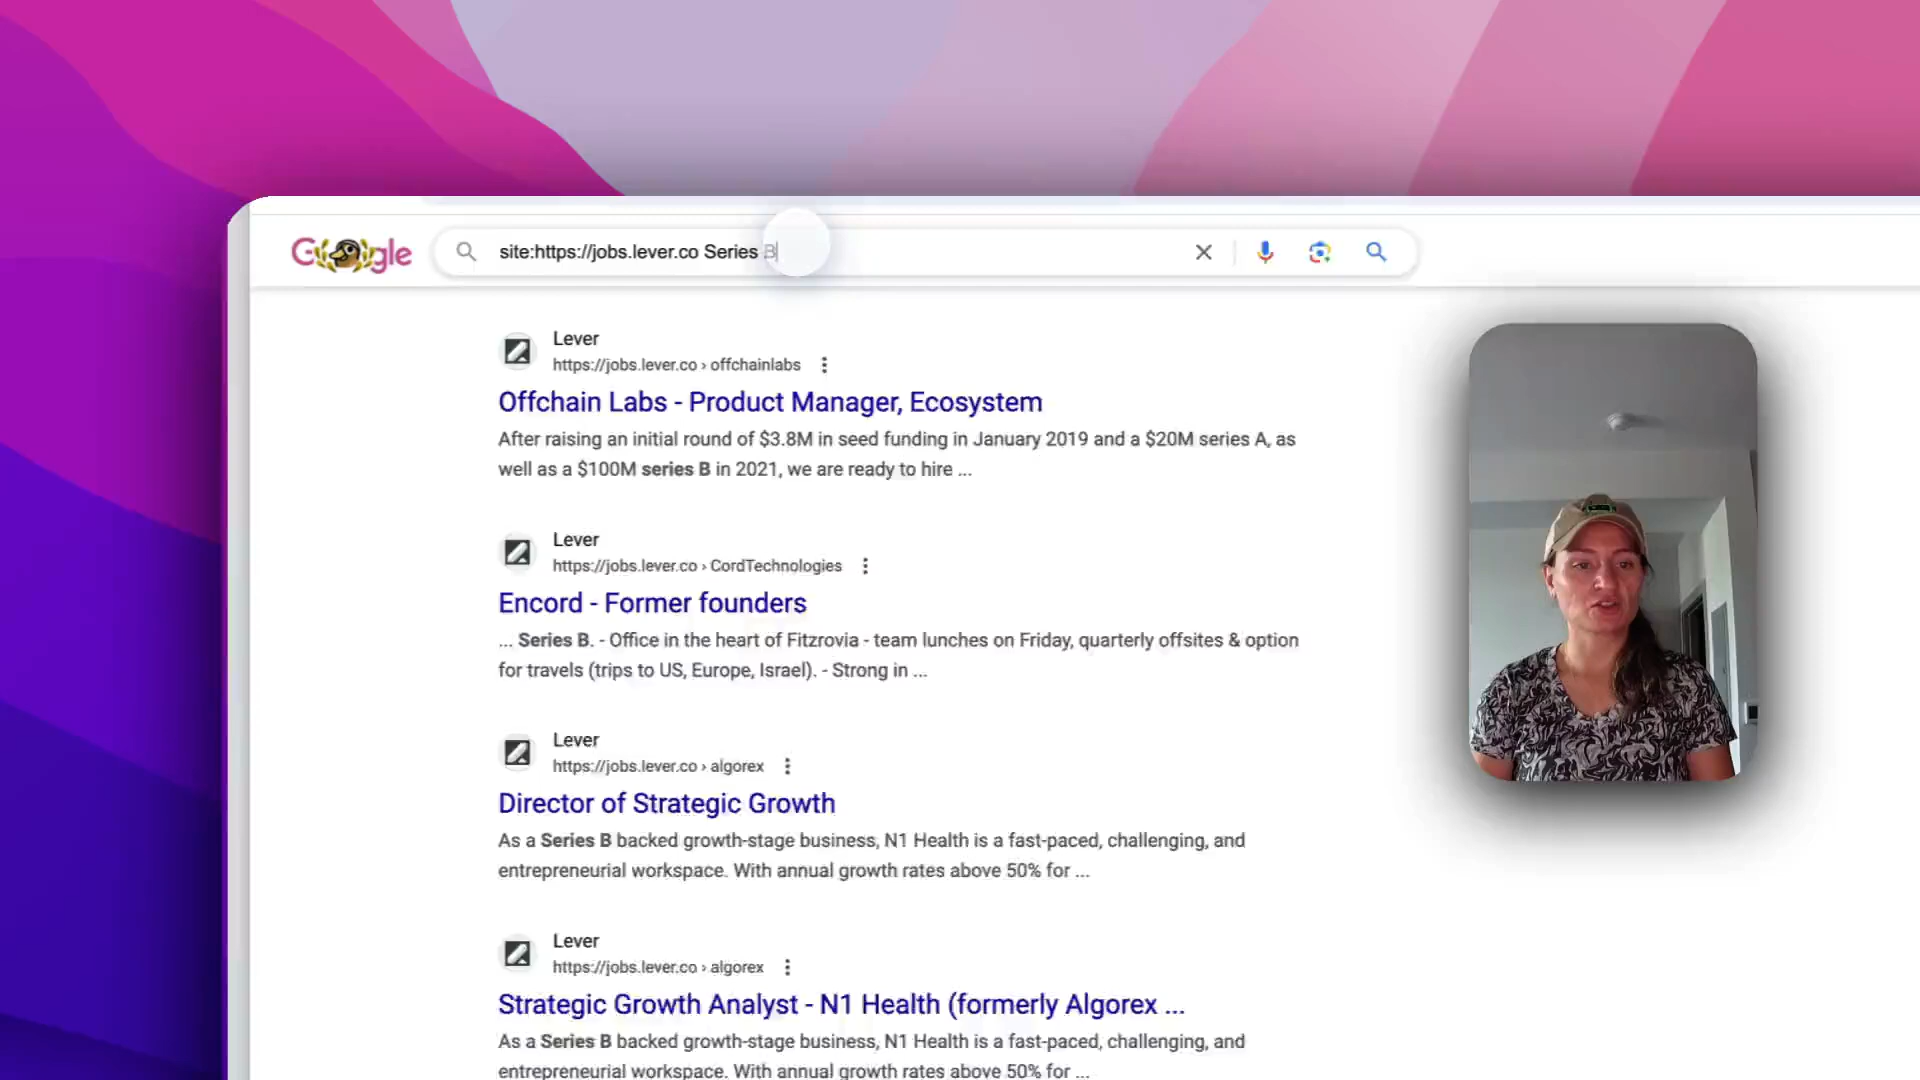 Google
site:https://jobs.lever.co Series B
Lever
https://jobs.lever.co › offchainlabs
Offchain Labs - Product Manager, Ecosystem
After raising an initial round of $3.8M in seed funding in January 2019 and a $20M series A, as
well as a $100M series B in 2021, we are ready to hire ...
Lever
https://jobs.lever.co › CordTechnologies
Encord - Former founders
... Series B. - Office in the heart of Fitzrovia - team lunches on Friday, quarterly offsites & option
for travels (trips to US, Europe, Israel). - Strong in ...
Lever
https://jobs.lever.co › algorex
Director of Strategic Growth
As a Series B backed growth-stage business, N1 Health is a fast-paced, challenging, and
entrepreneurial workspace. With annual growth rates above 50% for ...
Lever
https://jobs.lever.co › algorex
Strategic Growth Analyst - N1 Health (formerly Algorex ...
As a Series B backed growth-stage business, N1 Health is a fast-paced, challenging, and
entrepreneurial workspace. With annual growth rates above 50% for ...